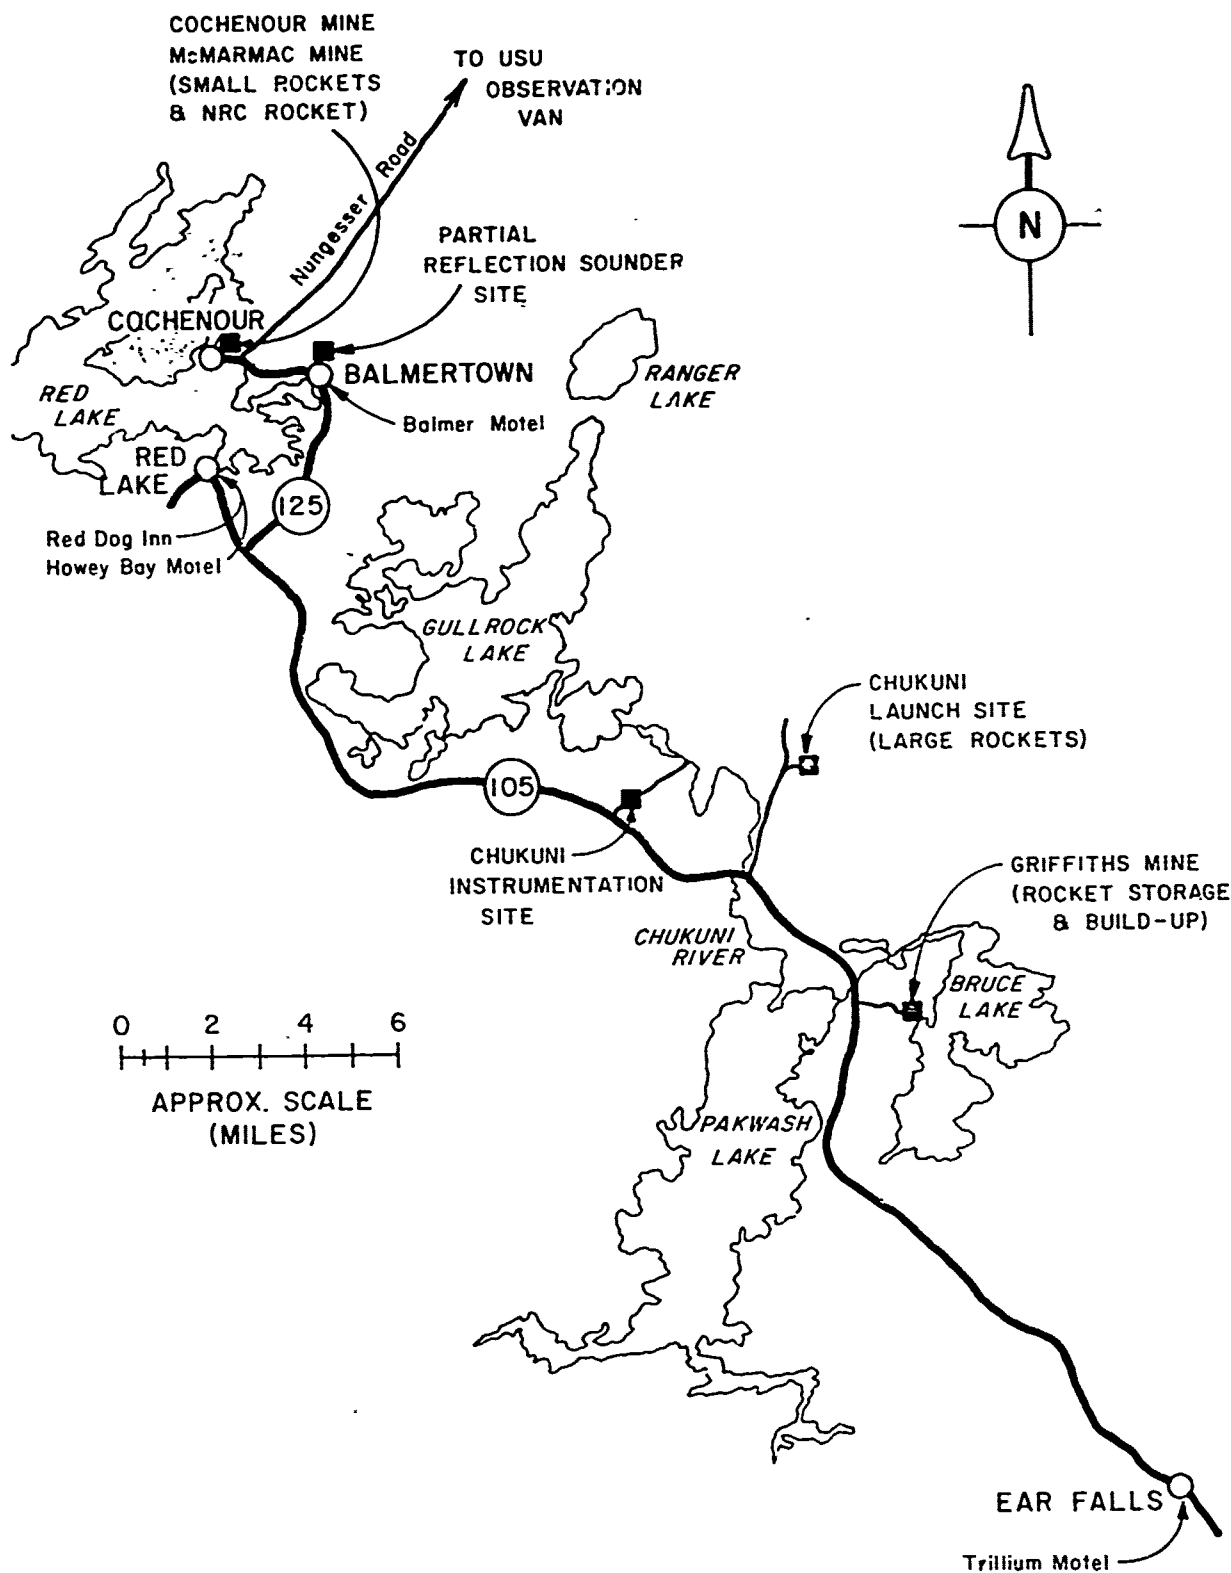 COCHENOUR MINE
McMARMAC MINE
(SMALL ROCKETS
& NRC ROCKET)
TO USU
OBSERVATION
VAN
Nungesser Road
N
PARTIAL
REFLECTION SOUNDER
SITE
COCHENOUR
BALMERTOWN
RANGER
LAKE
RED
LAKE
Balmer Motel
RED
LAKE
125
Red Dog Inn
Howey Bay Motel
GULLROCK
LAKE
CHUKUNI
LAUNCH SITE
(LARGE ROCKETS)
105
CHUKUNI
INSTRUMENTATION
SITE
GRIFFITHS MINE
(ROCKET STORAGE
& BUILD-UP)
CHUKUNI
RIVER
BRUCE
LAKE
0 2 4 6
APPROX. SCALE
(MILES)
PAKWASH
LAKE
EAR FALLS
Trillium Motel